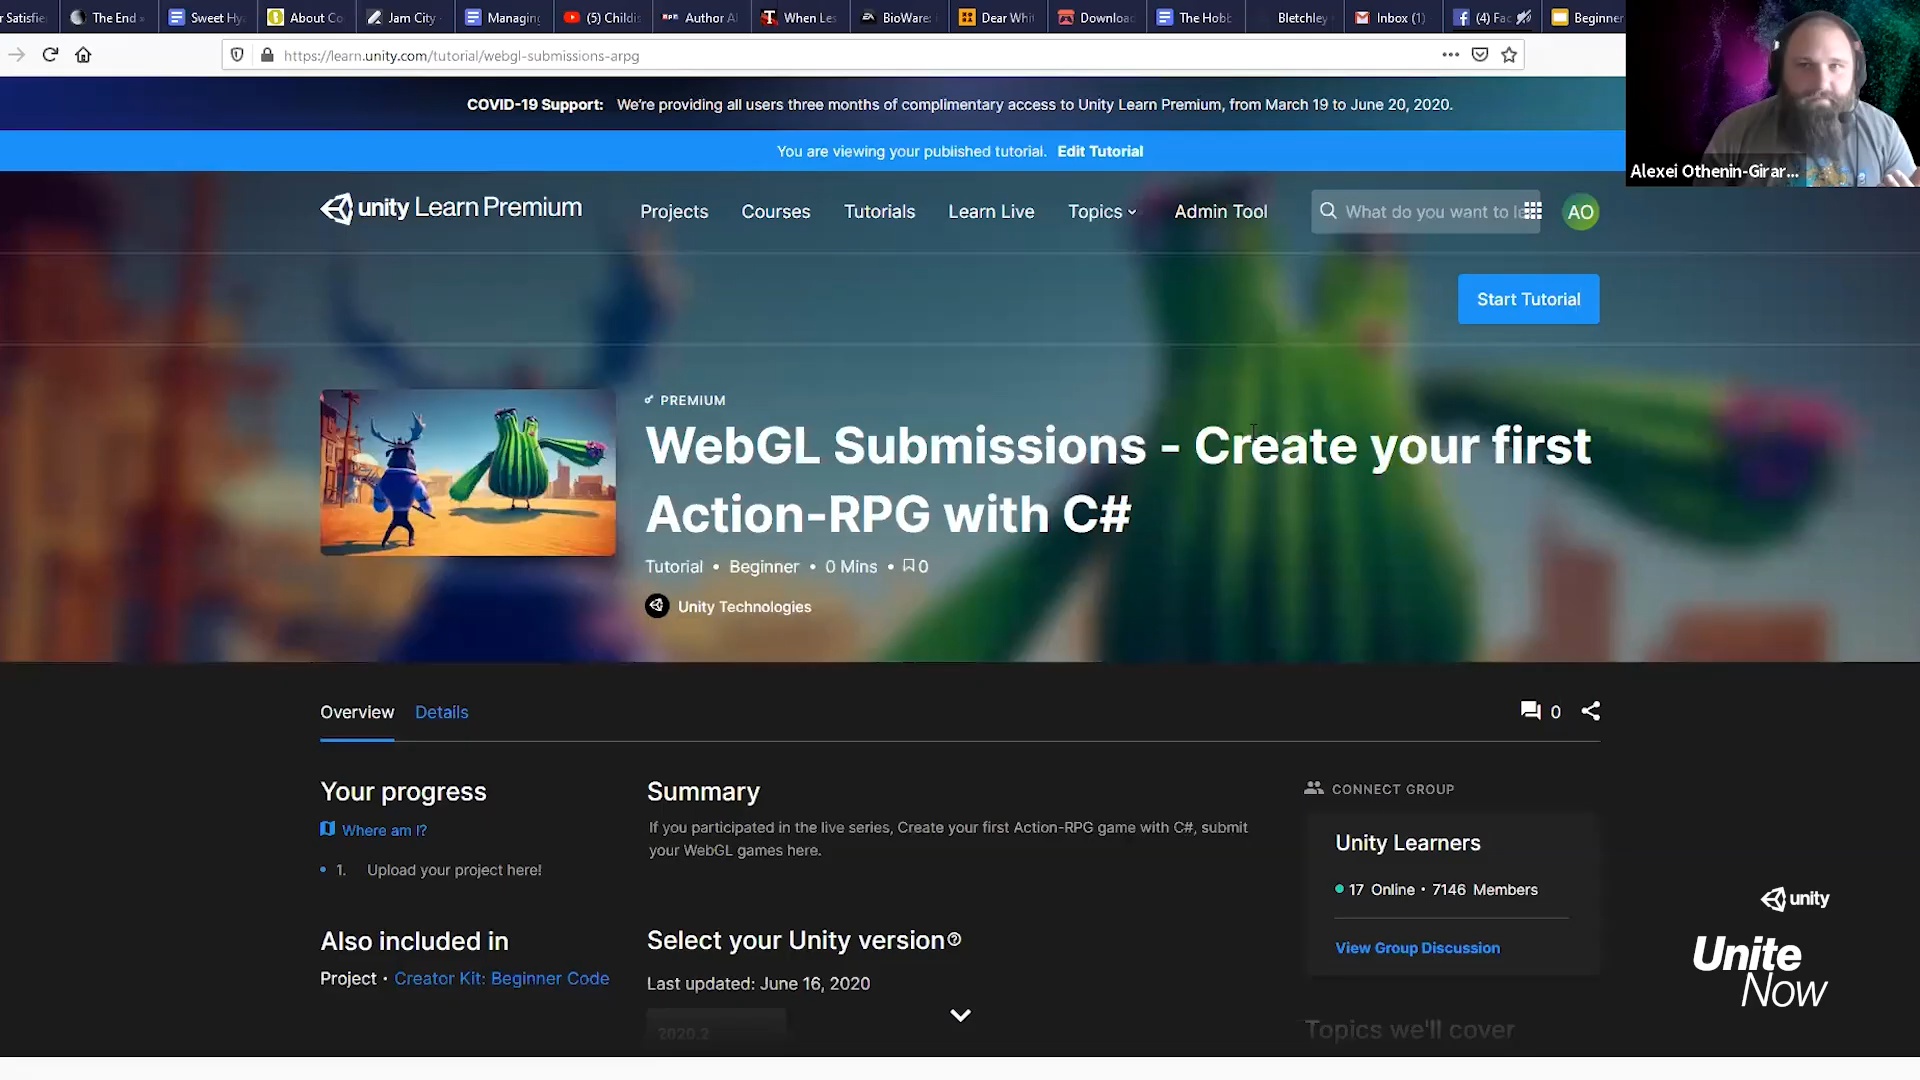 r Satisfie
The End
Sweet Hy
About Co
Jam City
Managing
(5) Childis
Author A
When Les
BioWare:
Dear Whi
Download
The Hobb
Bletchley
Inbox (1)
(4) Fac
Beginner
https://learn.unity.com/tutorial/webgl-submissions-arpg
COVID-19 Support: We're providing all users three months of complimentary access to Unity Learn Premium, from March 19 to June 20, 2020.
You are viewing your published tutorial. Edit Tutorial
Alexei Othenin-Girar...
unity Learn Premium
Projects
Courses
Tutorials
Learn Live
Topics
Admin Tool
What do you want to le
AO
Start Tutorial
PREMIUM
WebGL Submissions - Create your first
Action-RPG with C#
Tutorial • Beginner • 0 Mins • 0
Unity Technologies
Overview
Details
0
Your progress
Where am I?
• 1. Upload your project here!
Also included in
Project • Creator Kit: Beginner Code
Summary
If you participated in the live series, Create your first Action-RPG game with C#, submit
your WebGL games here.
Select your Unity version
Last updated: June 16, 2020
2020.2
CONNECT GROUP
Unity Learners
17 Online • 7146 Members
View Group Discussion
Topics we'll cover
unity
Unite
Now